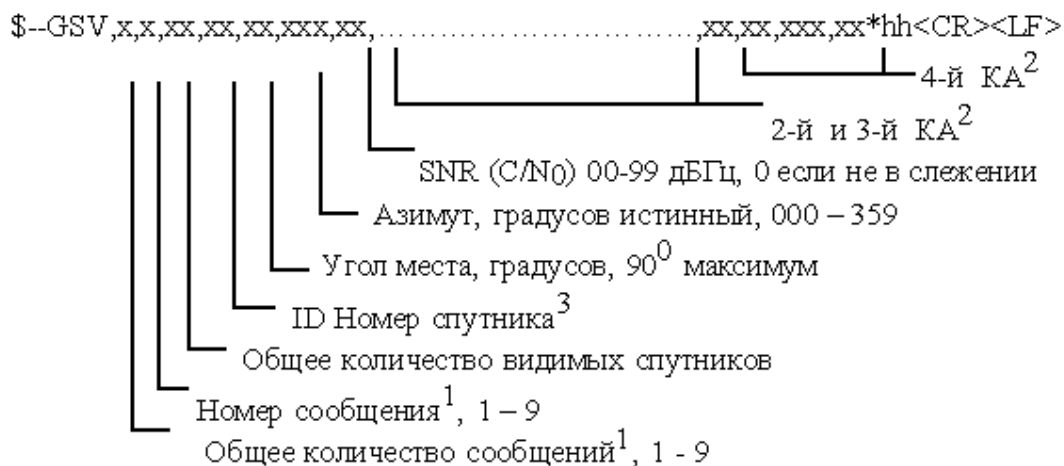 $--GSV,x,x,xx,xx,xx,xxx,xx,………………………………,xx,xx,xxx,xx*hh<CR><LF>
4-й КА2
2-й и 3-й КА2
SNR (C/N0) 00-99 дБГц, 0 если не в слежении
Азимут, градусов истинный, 000 – 359
Угол места, градусов, 900 максимум
ID Номер спутника3
Общее количество видимых спутников
Номер сообщения1, 1 – 9
Общее количество сообщений1, 1 - 9